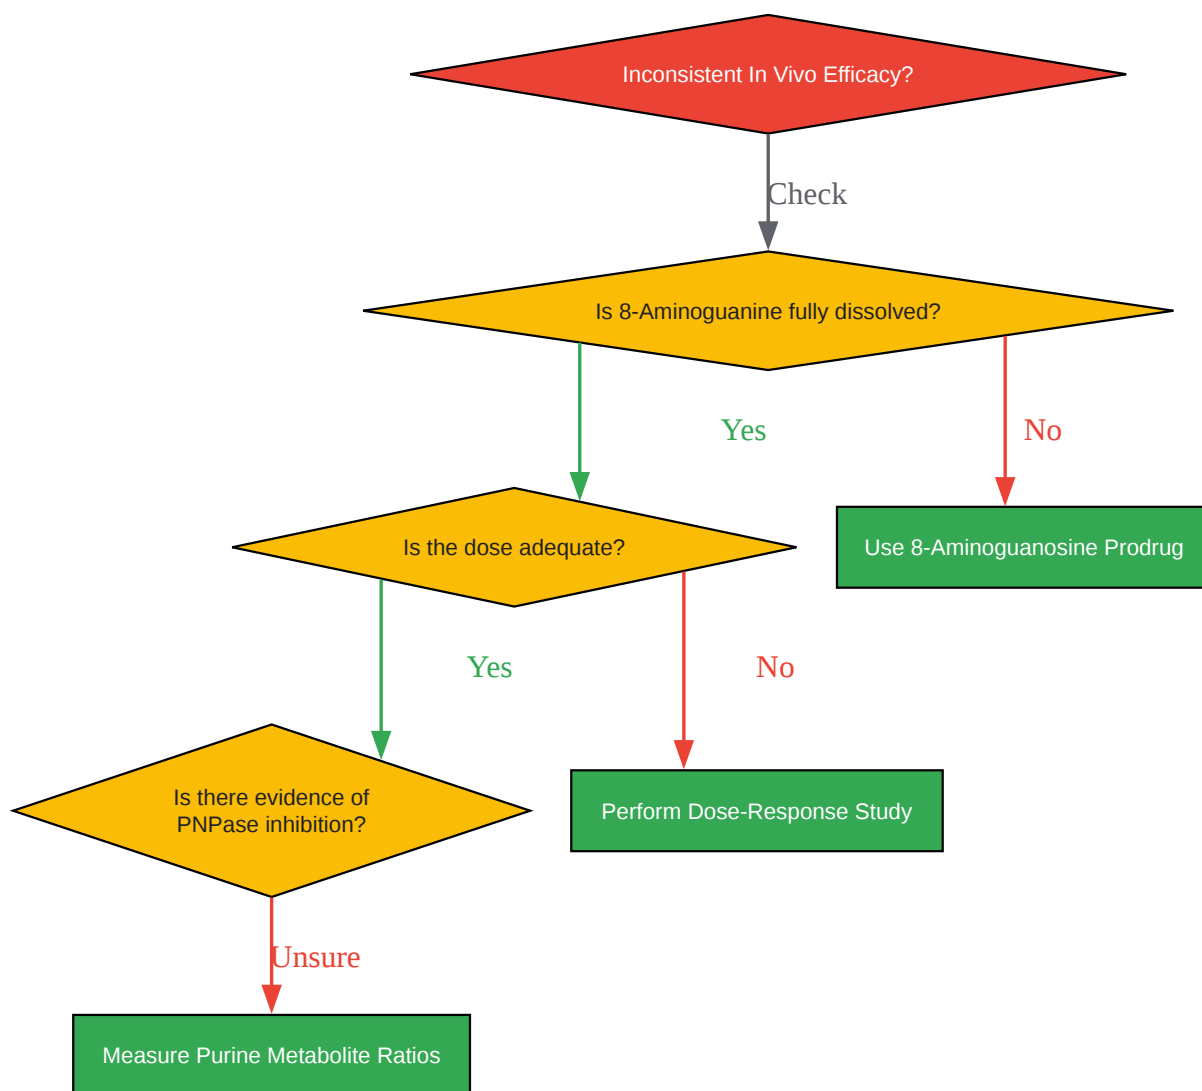 Inconsistent In Vivo Efficacy?
Check
Is 8-Aminoguanine fully dissolved?
Yes
No
Is the dose adequate?
Use 8-Aminoguanosine Prodrug
Yes
No
Is there evidence of
PNPase inhibition?
Perform Dose-Response Study
Unsure
Measure Purine Metabolite Ratios